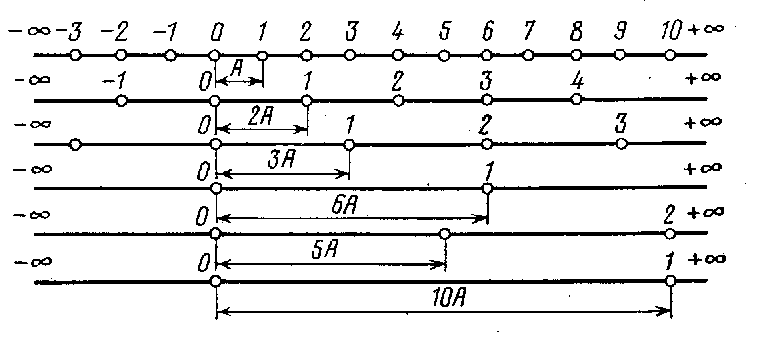 -∞ -3 -2 -1 0 1 2 3 4 5 6 7 8 9 10 +∞
A
-∞ -1 0 1 2 3 4 +∞
2A
-∞ 0 1 2 3 +∞
3A
-∞ 0 1 +∞
6A
-∞ 0 2 +∞
5A
-∞ 0 1 +∞
10A